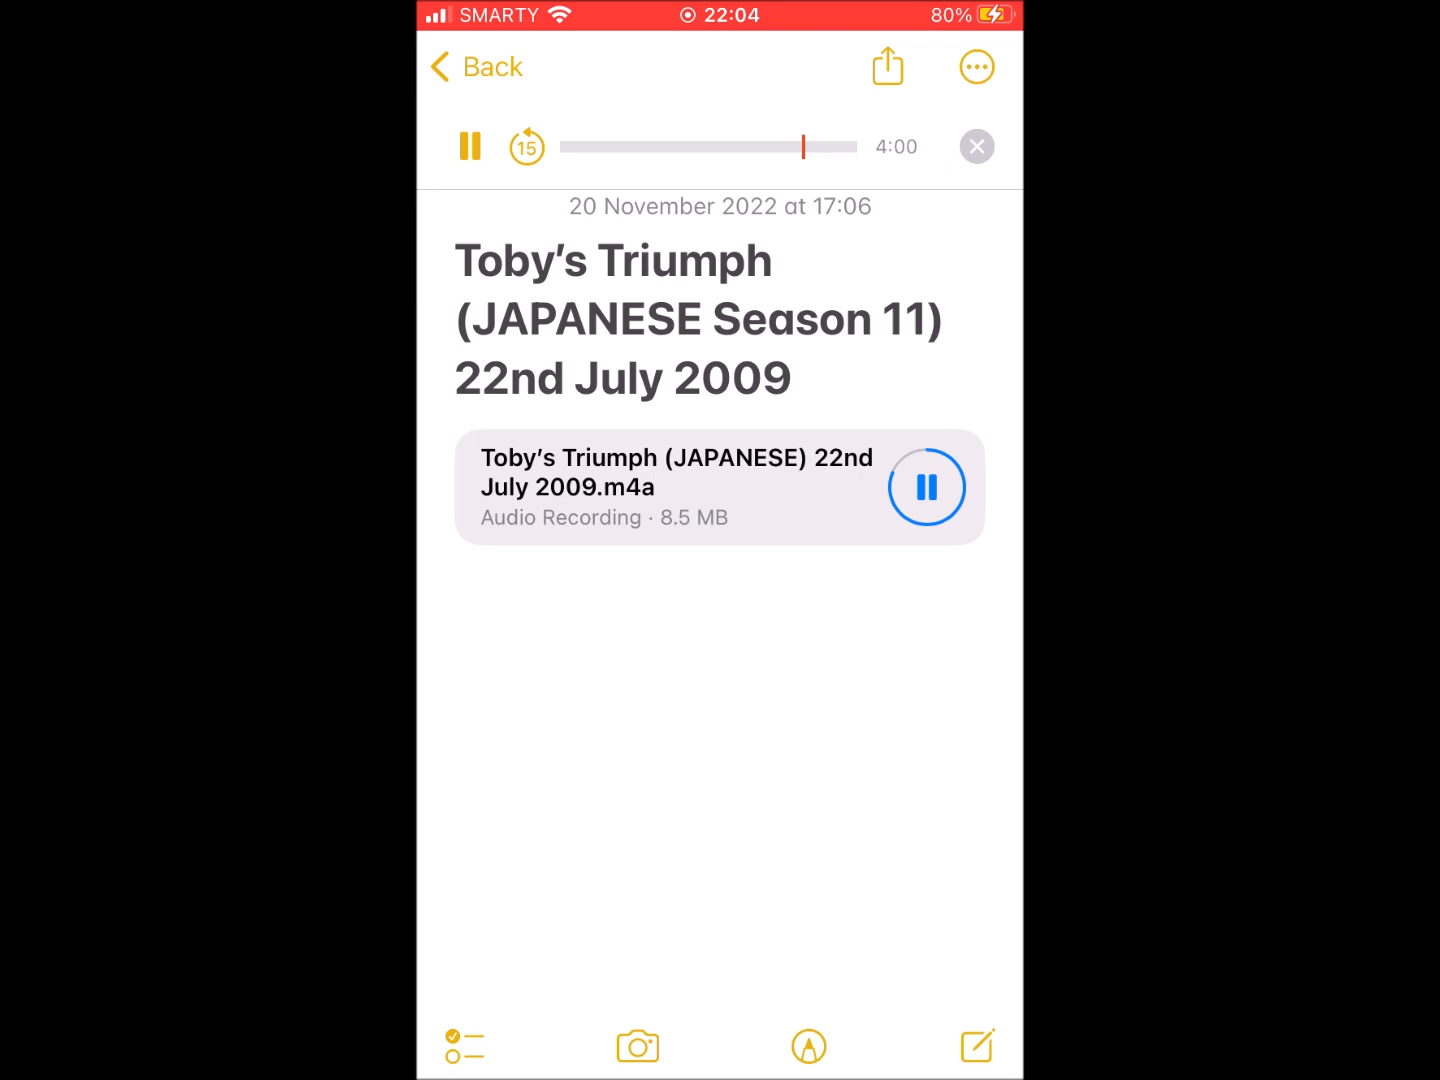 SMARTY 22:04 80%
Back
15 4:00
20 November 2022 at 17:06
Toby's Triumph
(JAPANESE Season 11)
22nd July 2009
Toby's Triumph (JAPANESE) 22nd
July 2009.m4a
Audio Recording · 8.5 MB